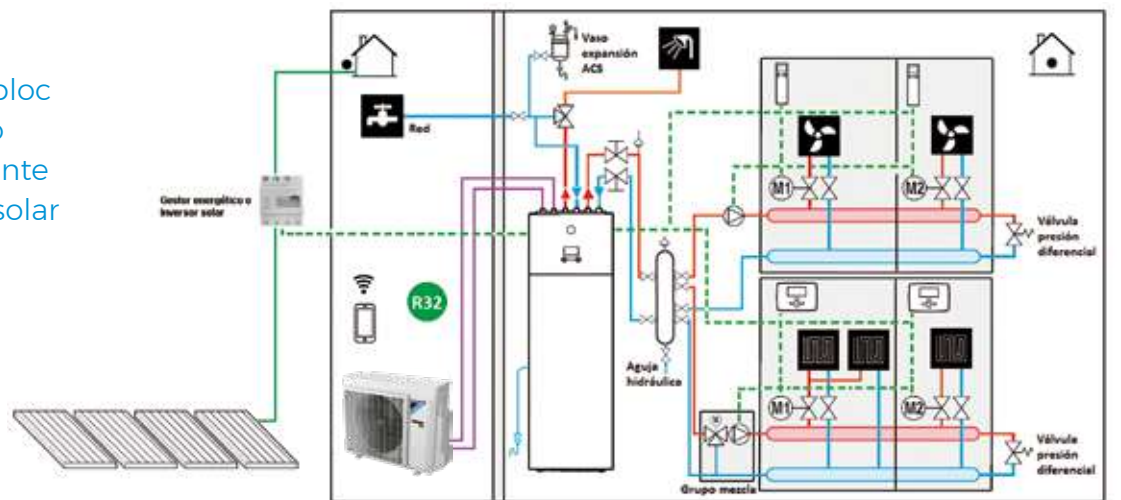 bloc
o
nte
solar
Vaso
expansión
ACS
Red
Gestor energético o
Inversor solar
R32
M1
M2
Válvula
presión
diferencial
Aguja
hidráulica
M1
M2
Válvula
presión
diferencial
Grupo mezcla